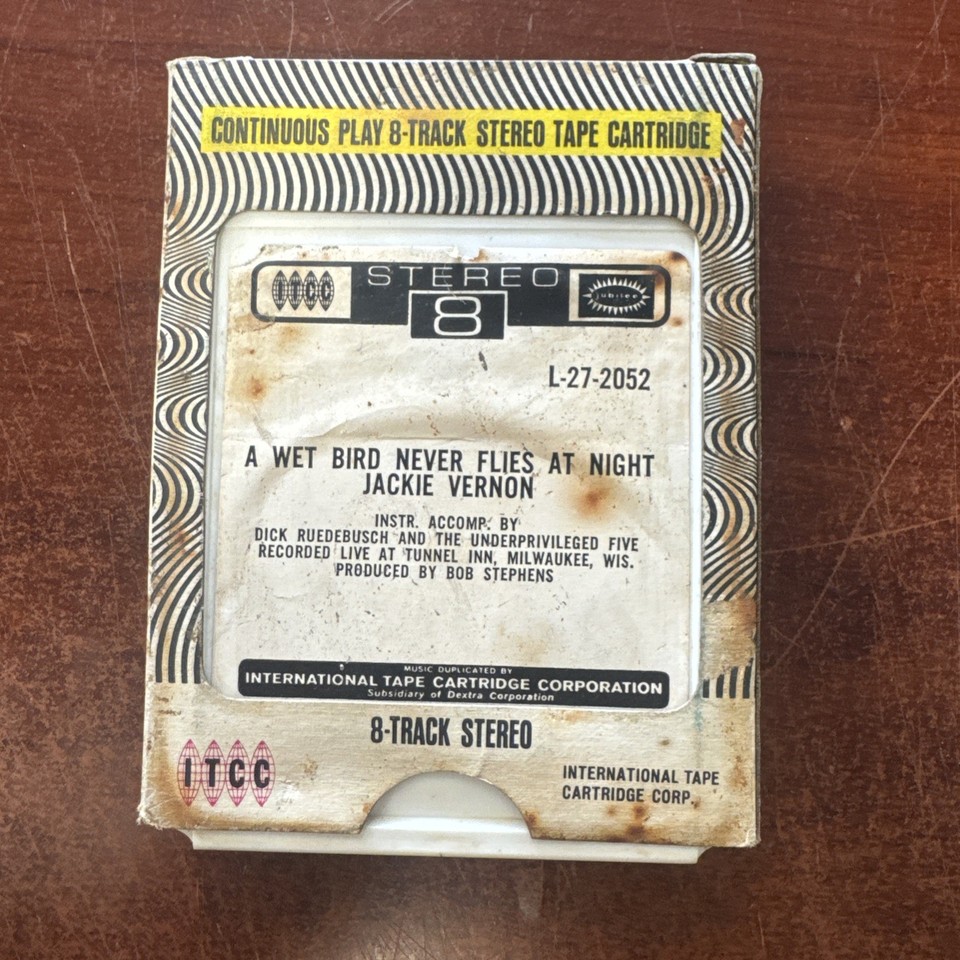 CONTINUOUS PLAY 8-TRACK STEREO TAPE CARTRIDGE
ITCC
STEREO
8
jubilee
L-27-2052
A WET BIRD NEVER FLIES AT NIGHT
JACKIE VERNON
INSTR. ACCOMP. BY
DICK RUEDEBUSCH AND THE UNDERPRIVILEGED FIVE
RECORDED LIVE AT TUNNEL INN, MILWAUKEE, WIS.
PRODUCED BY BOB STEPHENS
MUSIC DUPLICATED BY
INTERNATIONAL TAPE CARTRIDGE CORPORATION
Subsidiary of Dextra Corporation
8-TRACK STEREO
ITCC
INTERNATIONAL TAPE
CARTRIDGE CORP.